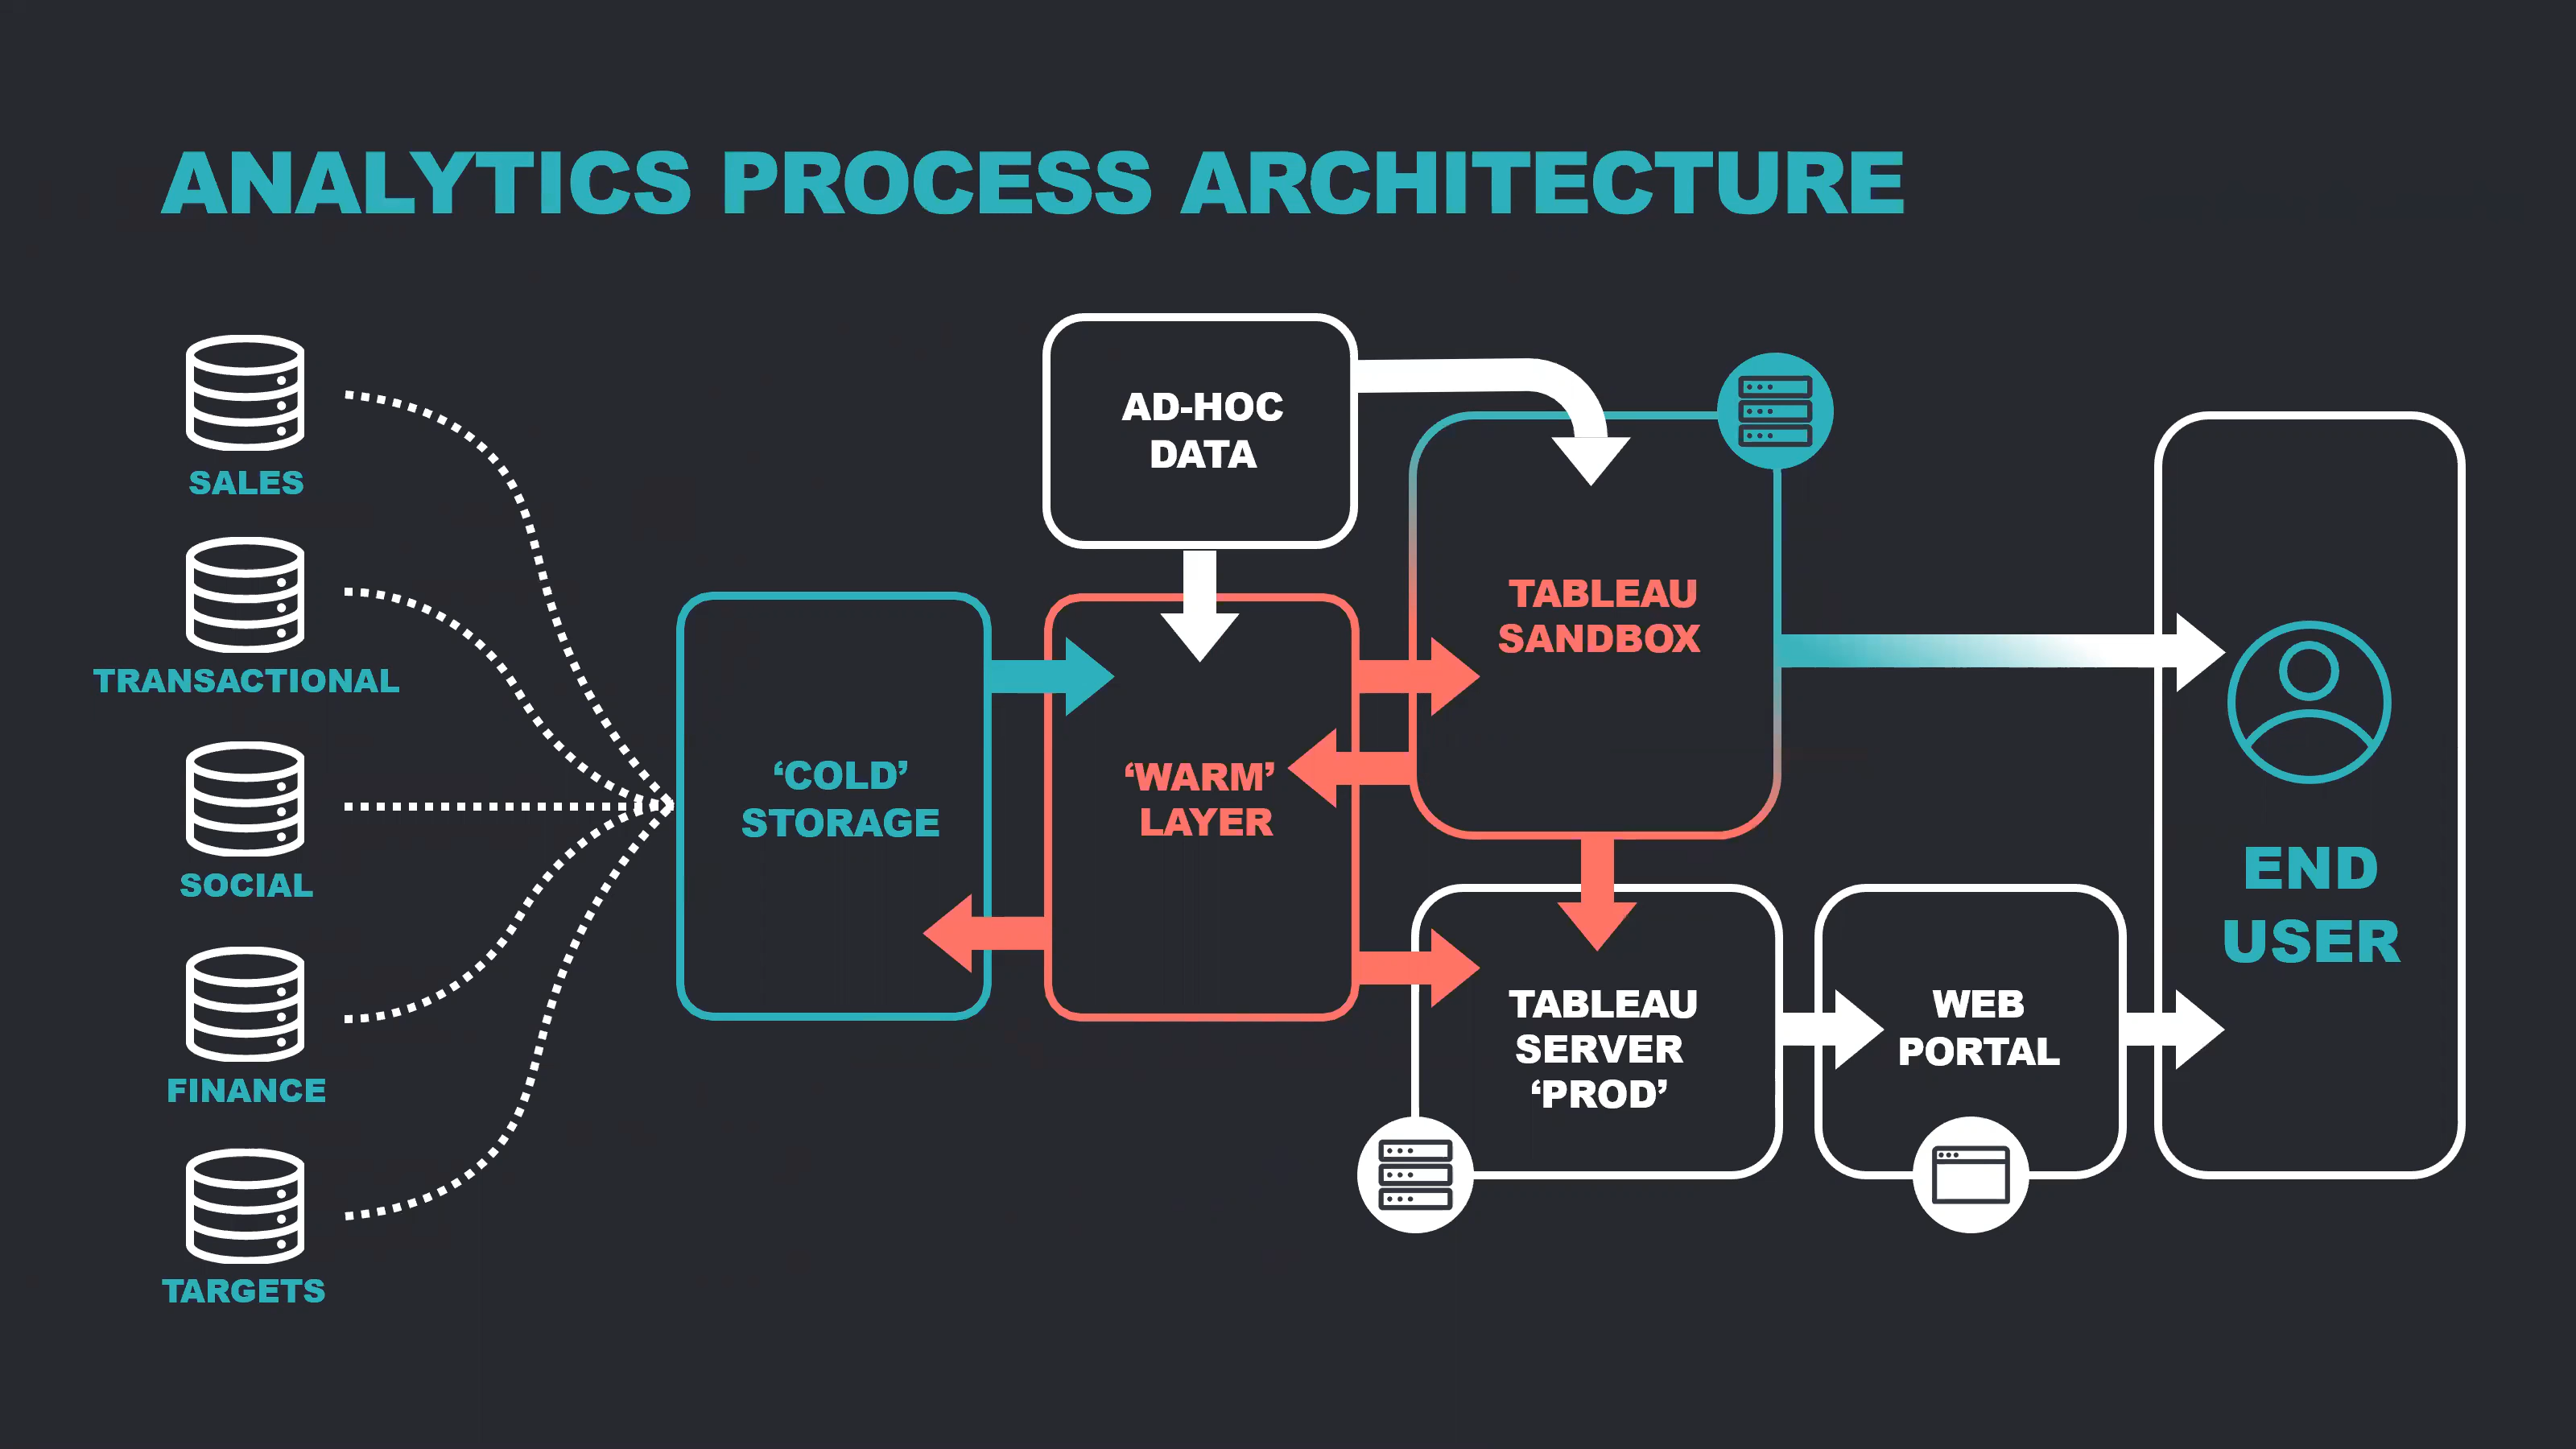 ANALYTICS PROCESS ARCHITECTURE
SALES
TRANSACTIONAL
SOCIAL
FINANCE
TARGETS
‘COLD’
STORAGE
AD-HOC
DATA
‘WARM’
LAYER
TABLEAU
SANDBOX
TABLEAU
SERVER
‘PROD’
WEB
PORTAL
END
USER